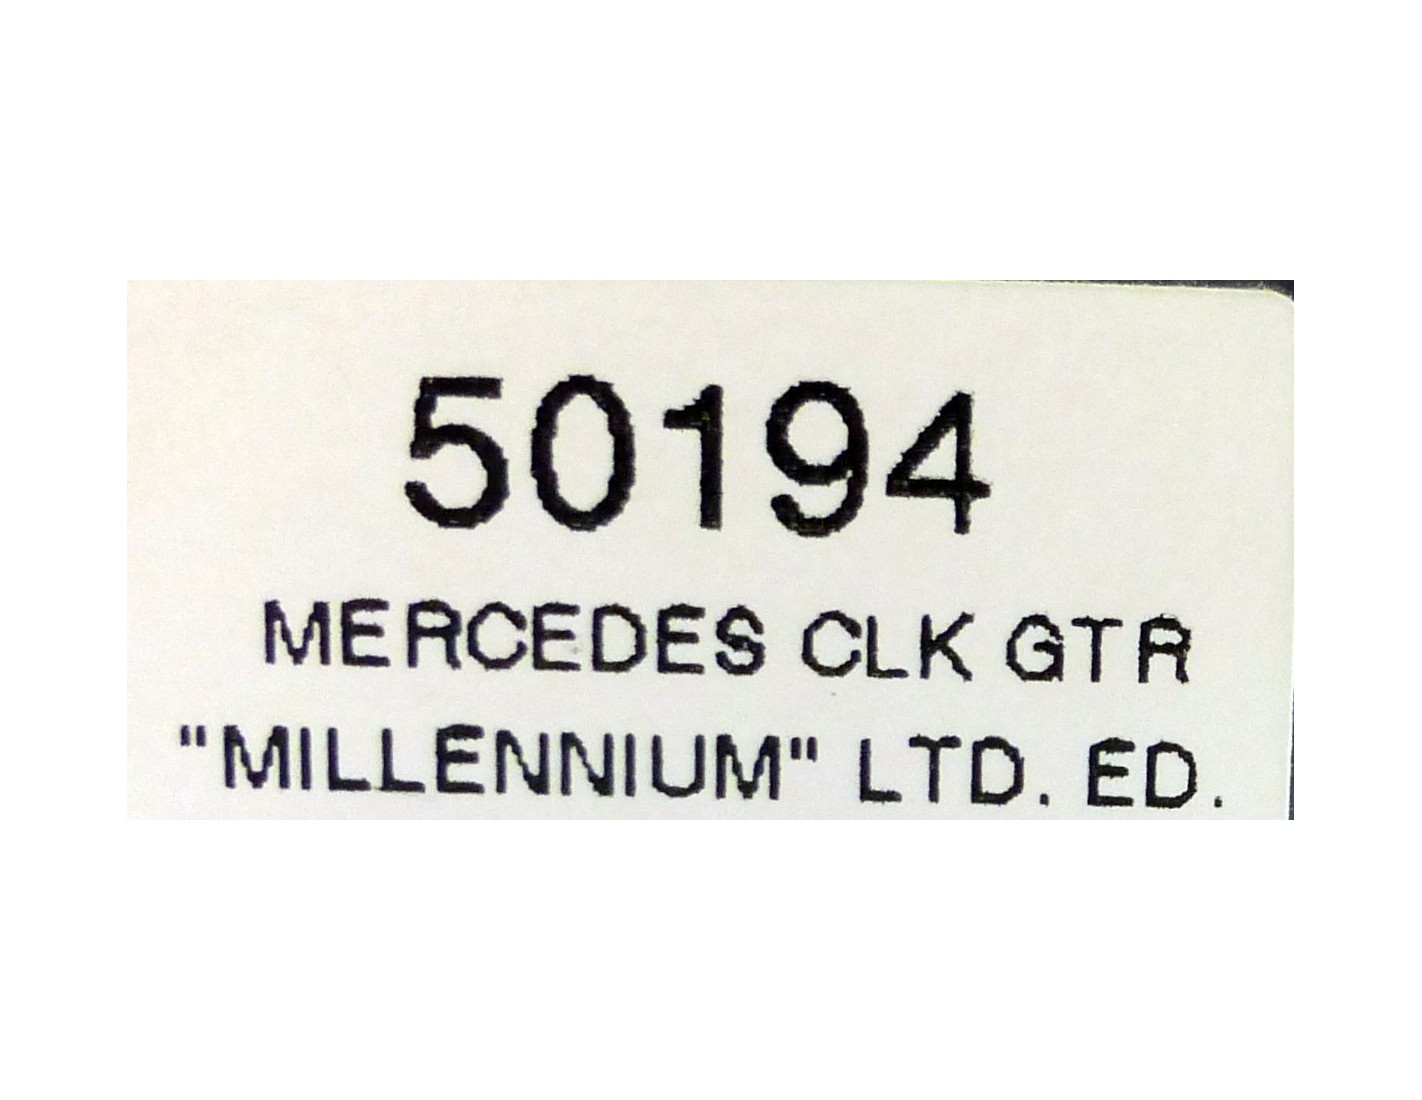 50194
MERCEDES CLK GTR
"MILLENNIUM" LTD. ED.